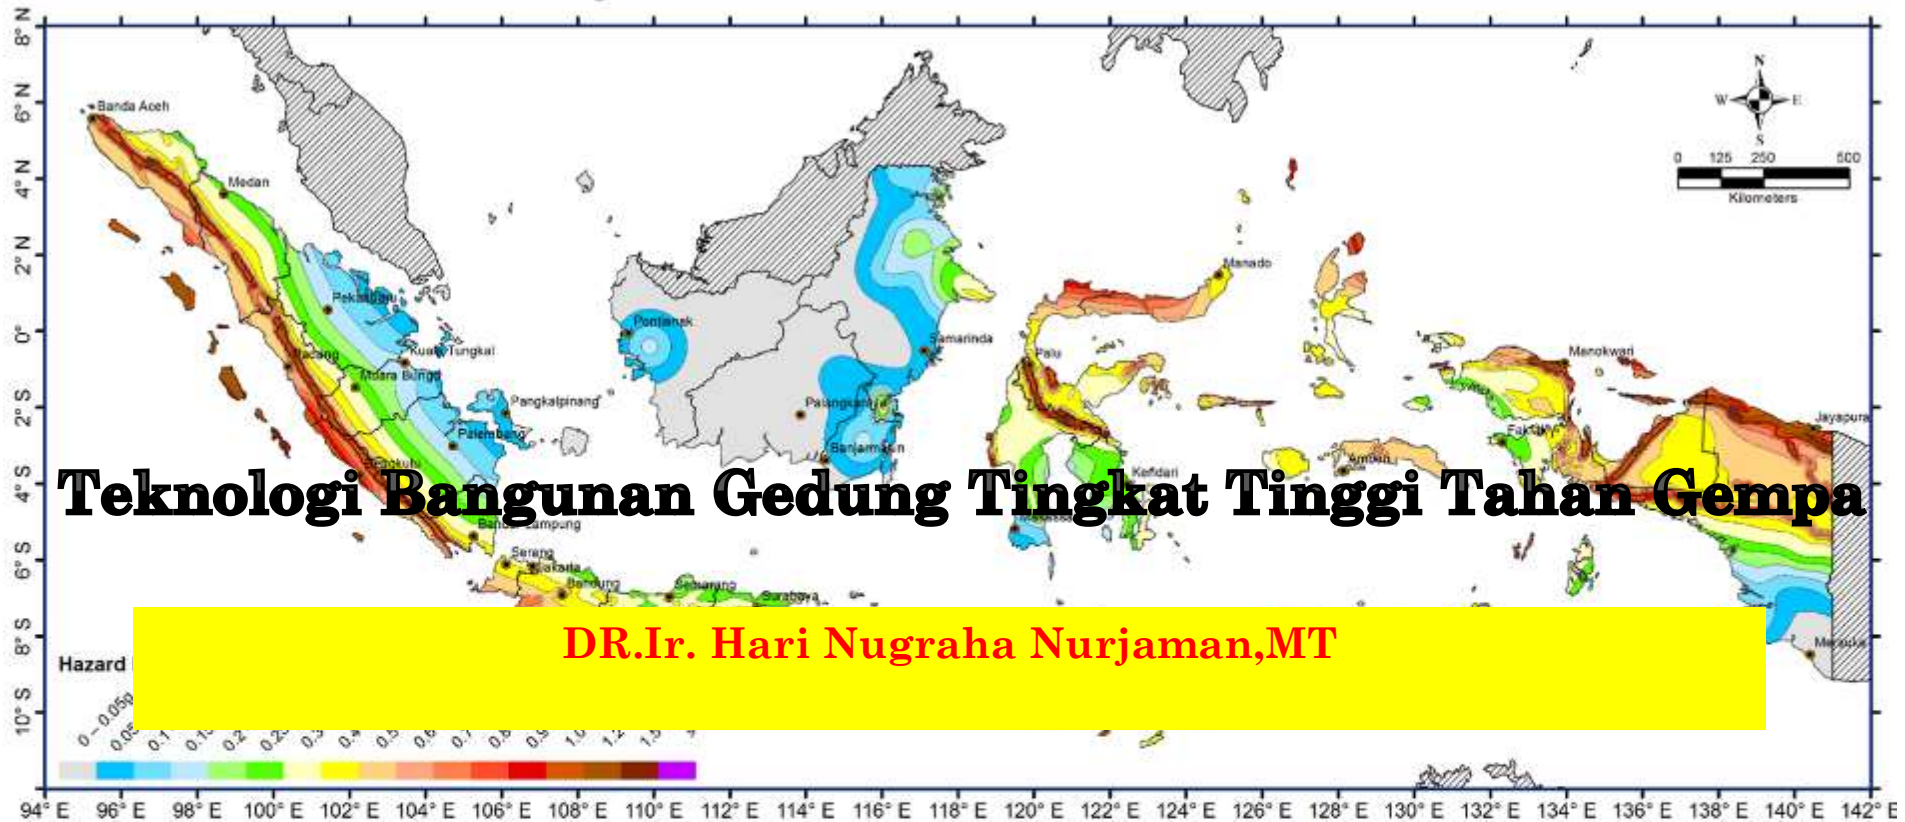 8° N
6° N
4° N
2° N
0°
2° S
4° S
6° S
8° S
10° S
N
W E
S
0 125 250 500
Kilometers
Banda Aceh
Medan
Pekanbaru
Padang
Kuala Tungkal
Muara Bungo
Pangkalpinang
Palembang
Bengkulu
Bandar Lampung
Serang
Jakarta
Bandung
Semarang
Surabaya
Pontianak
Samarinda
Palangkaraya
Banjarmasin
Manado
Palu
Kendari
Makassar
Ambon
Manokwari
Fakfak
Jayapura
Merauke
Teknologi Bangunan Gedung Tingkat Tinggi Tahan Gempa
DR.Ir. Hari Nugraha Nurjaman,MT
Hazard
0 – 0.05g
94° E 96° E 98° E 100° E 102° E 104° E 106° E 108° E 110° E 112° E 114° E 116° E 118° E 120° E 122° E 124° E 126° E 128° E 130° E 132° E 134° E 136° E 138° E 140° E 142° E